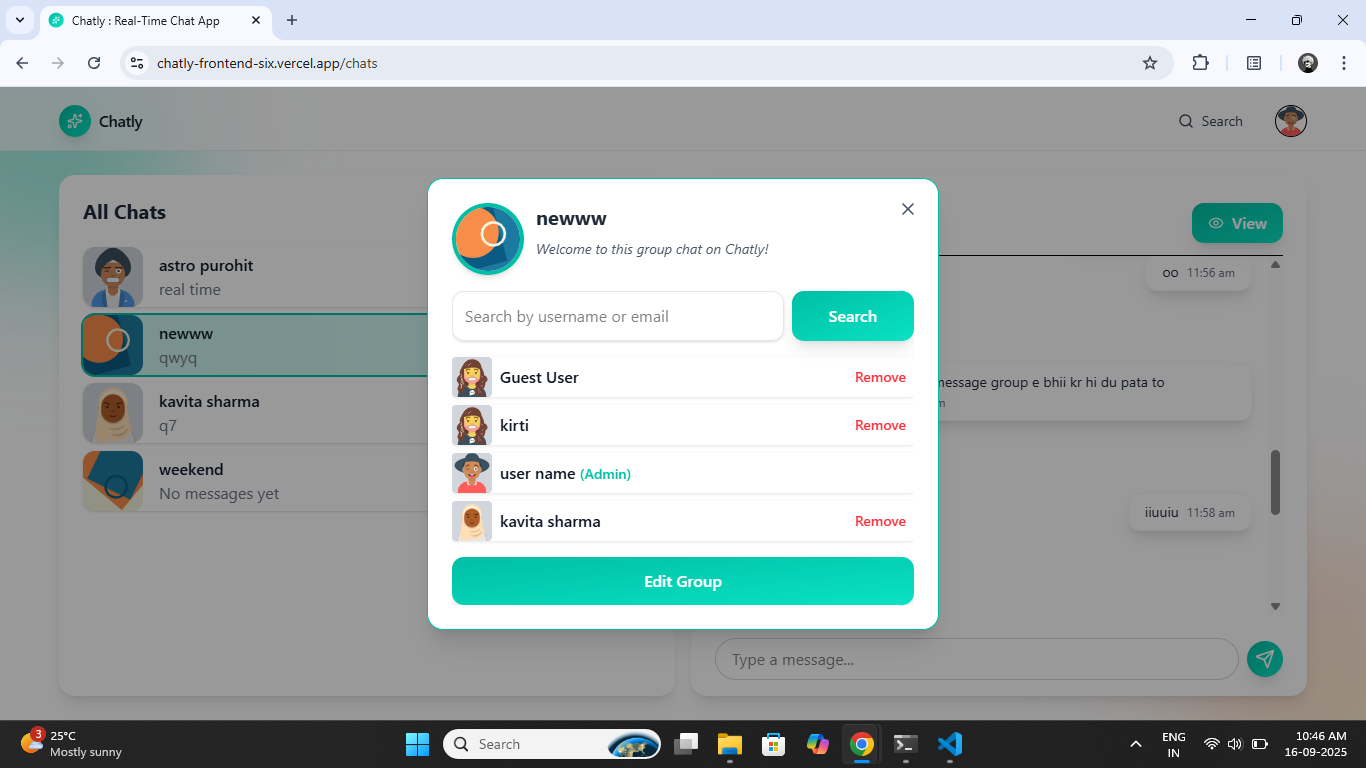 Chatly : Real-Time Chat App
chatly-frontend-six.vercel.app/chats
Chatly
Search
All Chats
astro purohit
real time
newww
qwyq
kavita sharma
q7
weekend
No messages yet
newww
Welcome to this group chat on Chatly!
Search by username or email
Search
Guest User
Remove
kirti
Remove
user name (Admin)
kavita sharma
Remove
Edit Group
View
oo 11:56 am
message group e bhii kr hi du pata to
iiuuiu 11:58 am
Type a message...
3
25°C
Mostly sunny
Search
ENG
IN
10:46 AM
16-09-2025